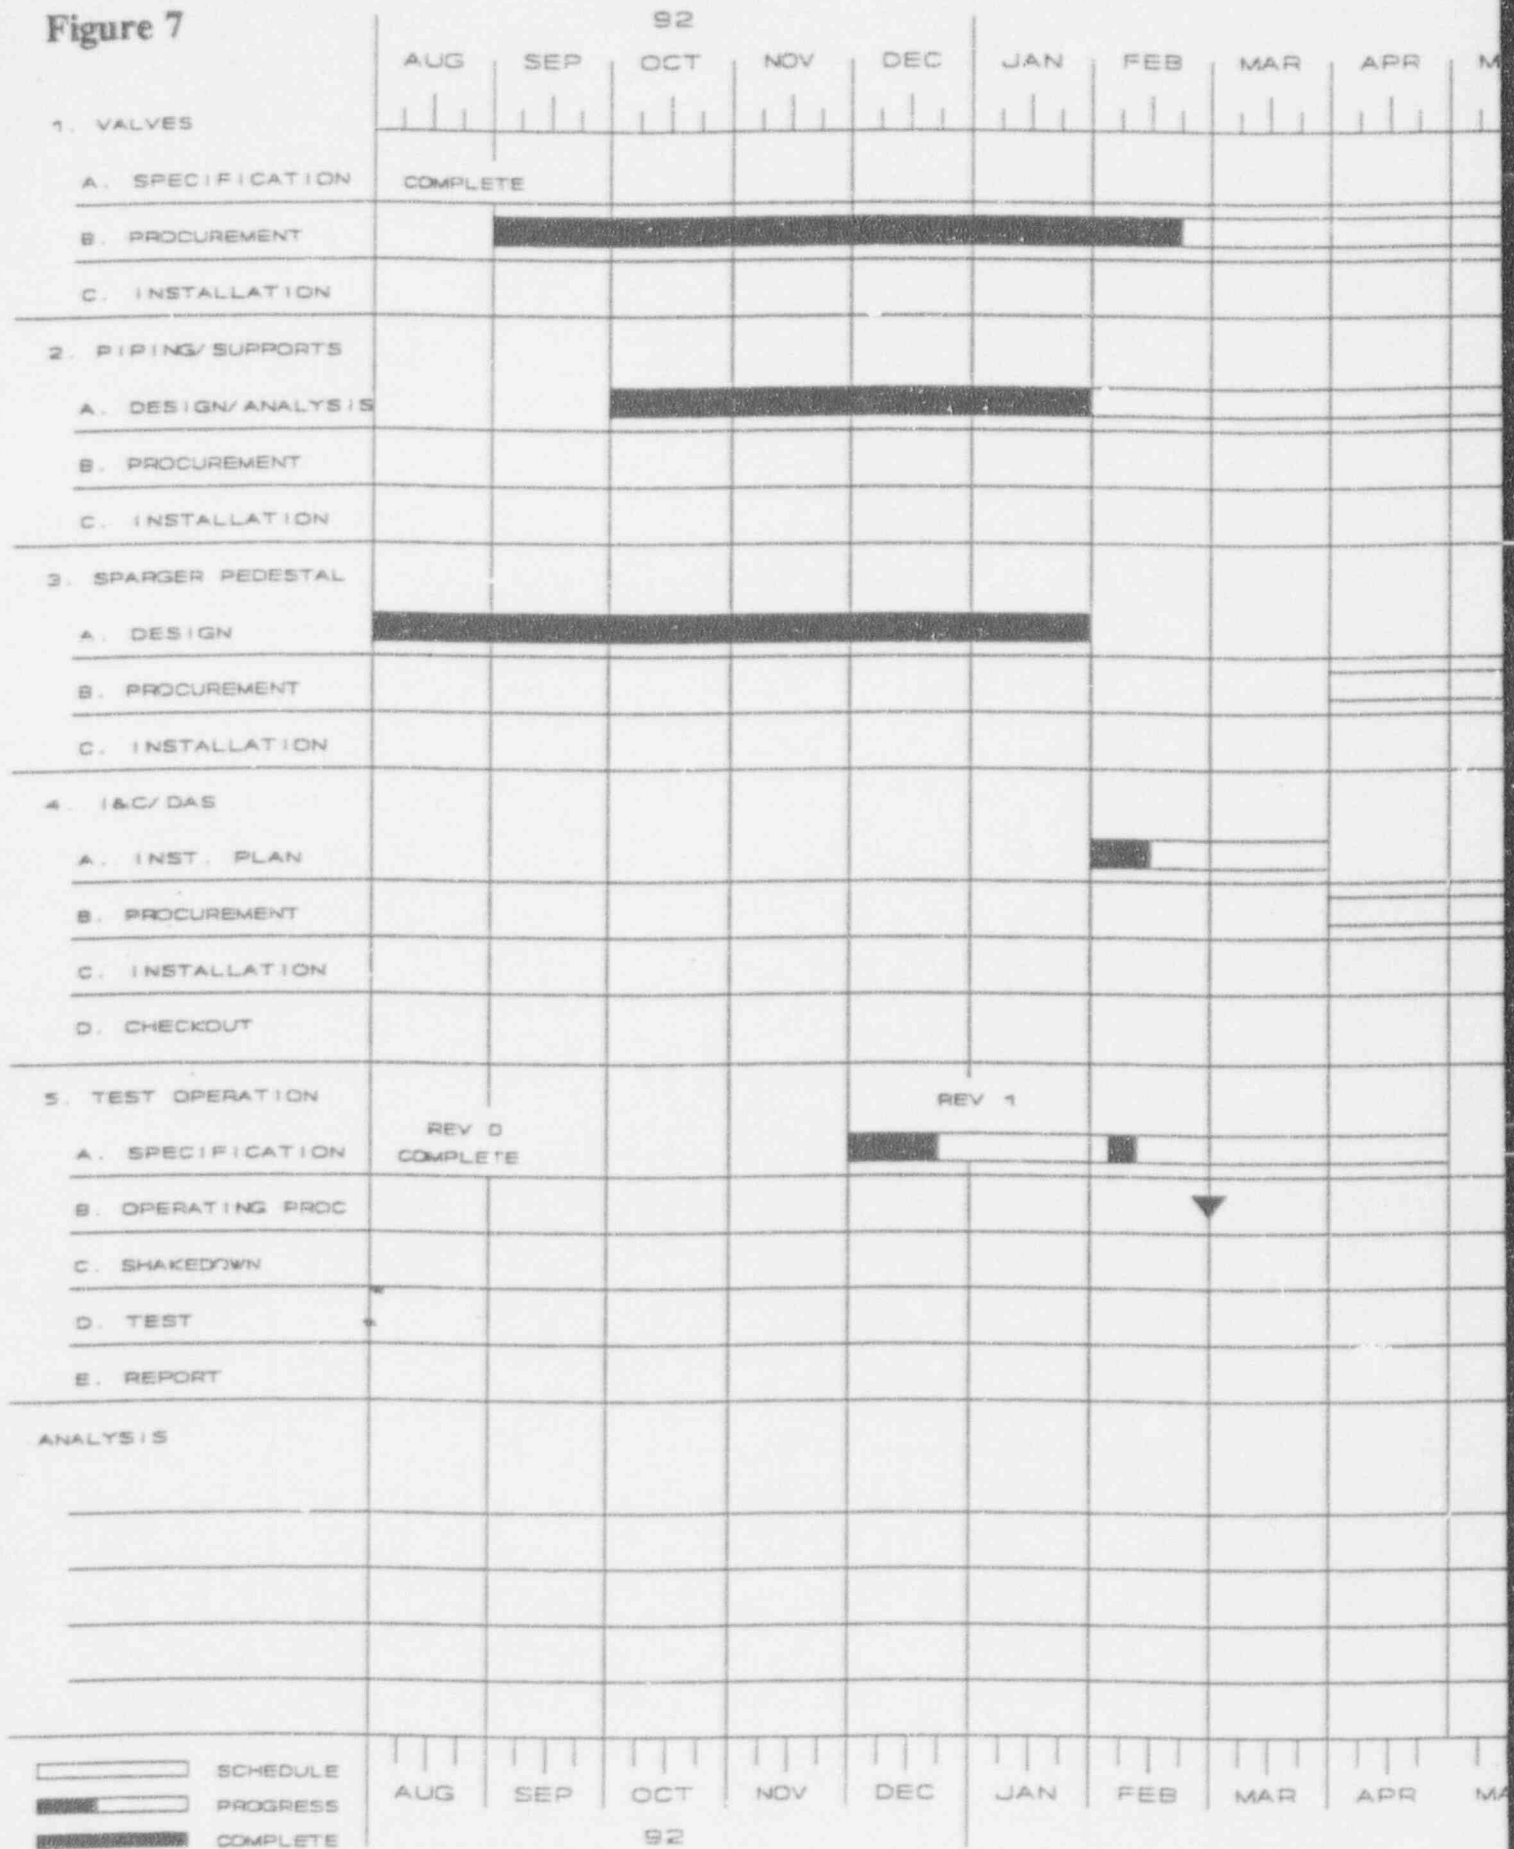 Figure 7
92
AUG SEP OCT NOV DEC JAN FEB MAR APR M
1. VALVES
A. SPECIFICATION COMPLETE
B. PROCUREMENT
C. INSTALLATION
2. PIPING/SUPPORTS
A. DESIGN/ANALYSIS
B. PROCUREMENT
C. INSTALLATION
3. SPARGER PEDESTAL
A. DESIGN
B. PROCUREMENT
C. INSTALLATION
4. I&C/DAS
A. INST. PLAN
B. PROCUREMENT
C. INSTALLATION
D. CHECKOUT
5. TEST OPERATION
REV 1
REV 0
A. SPECIFICATION COMPLETE
B. OPERATING PROC
C. SHAKEDOWN
D. TEST
E. REPORT
ANALYSIS
SCHEDULE
AUG SEP OCT NOV DEC JAN FEB MAR APR MA
PROGRESS
92
COMPLETE